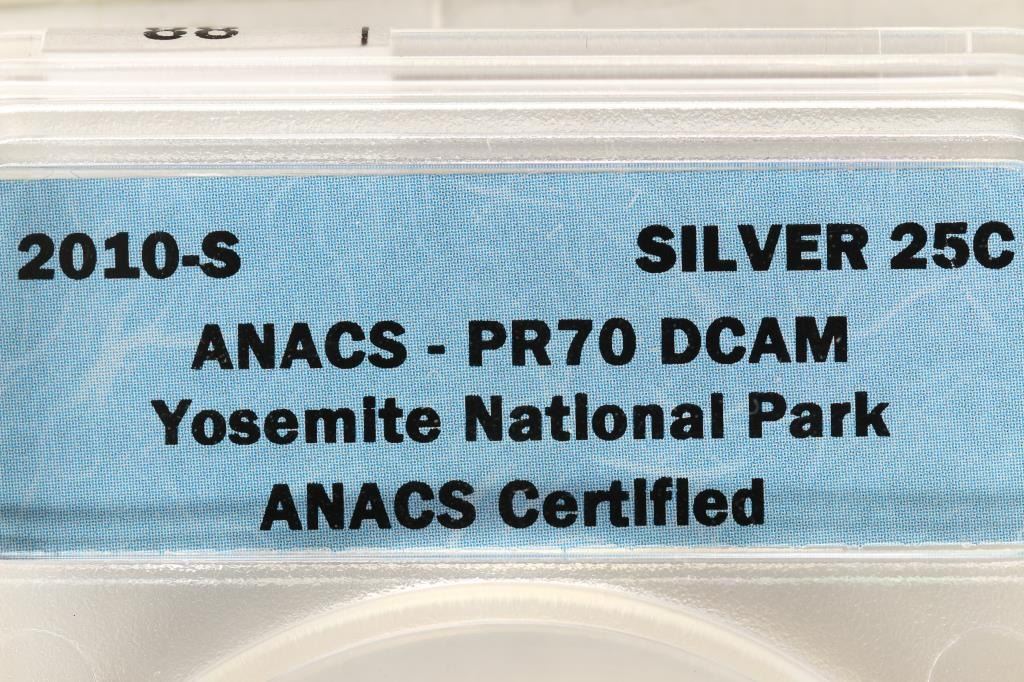 2010-S SILVER 25C
ANACS - PR70 DCAM
Yosemite National Park
ANACS Certified